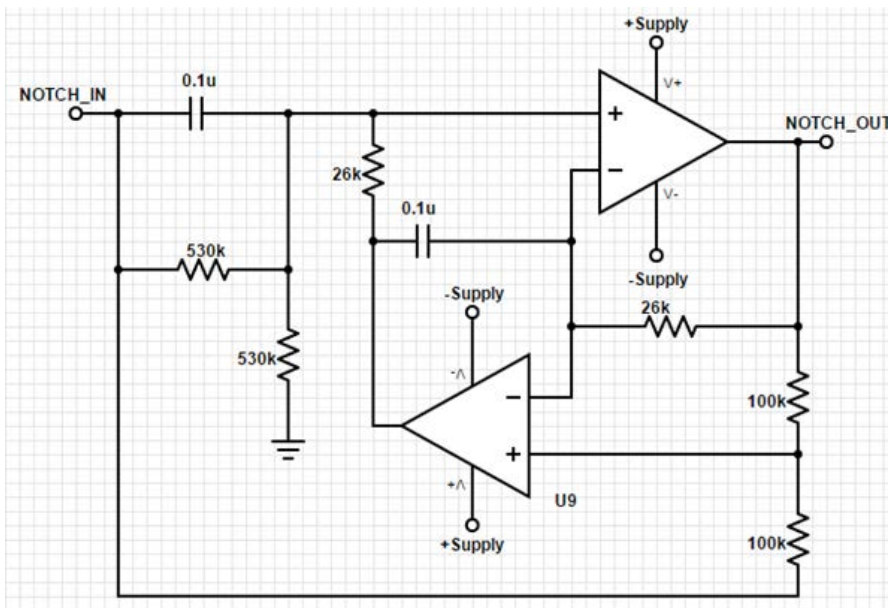 +Supply
0.1u
V+
NOTCH_IN
NOTCH_OUT
+
26k
−
0.1u
V-
530k
-Supply
-Supply
26k
530k
V-
−
100k
+
V+
U9
+Supply
100k